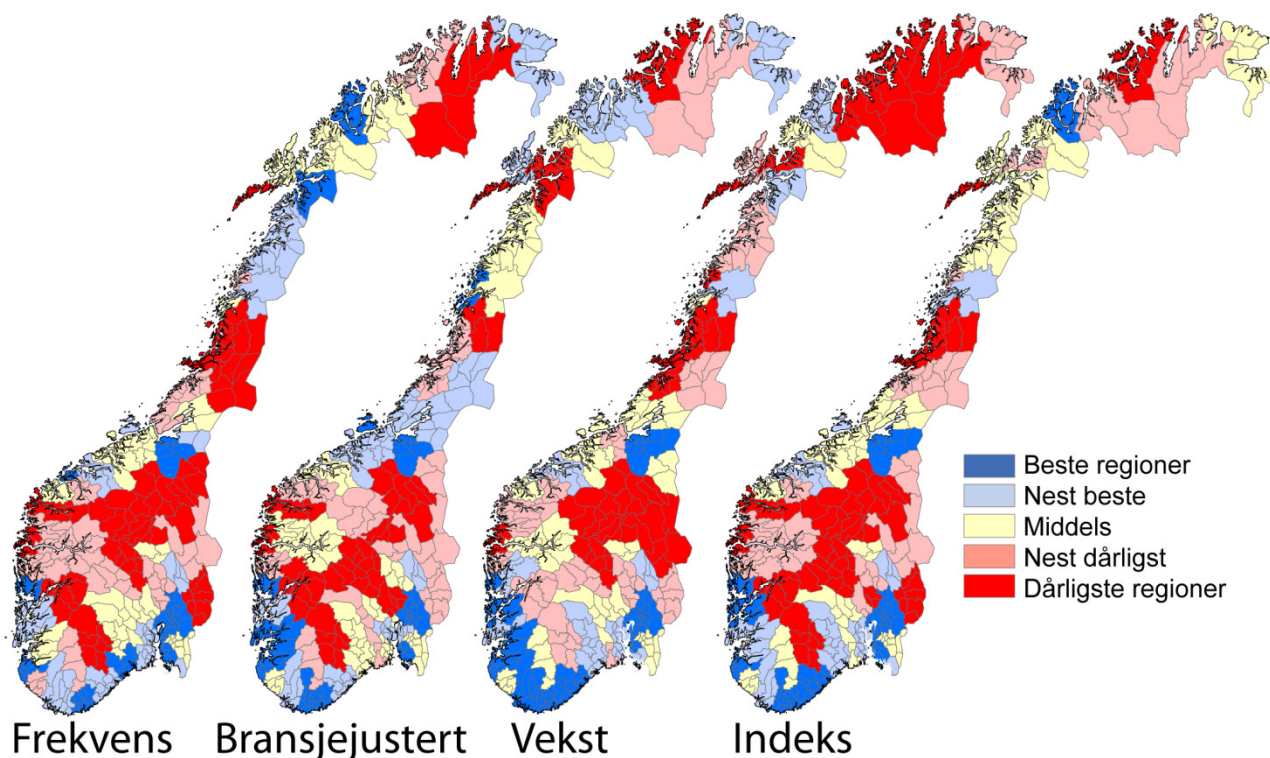 Beste regioner
Nest beste
Middels
Nest dårligst
Dårligste regioner
Frekvens Bransjejustert Vekst Indeks